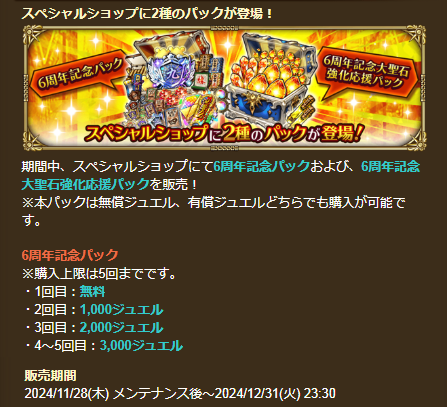 スペシャルショップに2種のパックが登場！
6周年記念パック
6周年記念大聖石
強化応援パック
スペシャルショップに2種のパックが登場!
期間中、スペシャルショップにて6周年記念パックおよび、6周年記念
大聖石強化応援パックを販売！
※本パックは無償ジュエル、有償ジュエルどちらでも購入が可能で
す。
6周年記念パック
※購入上限は5回までです。
・1回目：無料
・2回目：1,000ジュエル
・3回目：2,000ジュエル
・4～5回目：3,000ジュエル
販売期間
2024/11/28(木) メンテナンス後～2024/12/31(火) 23:30